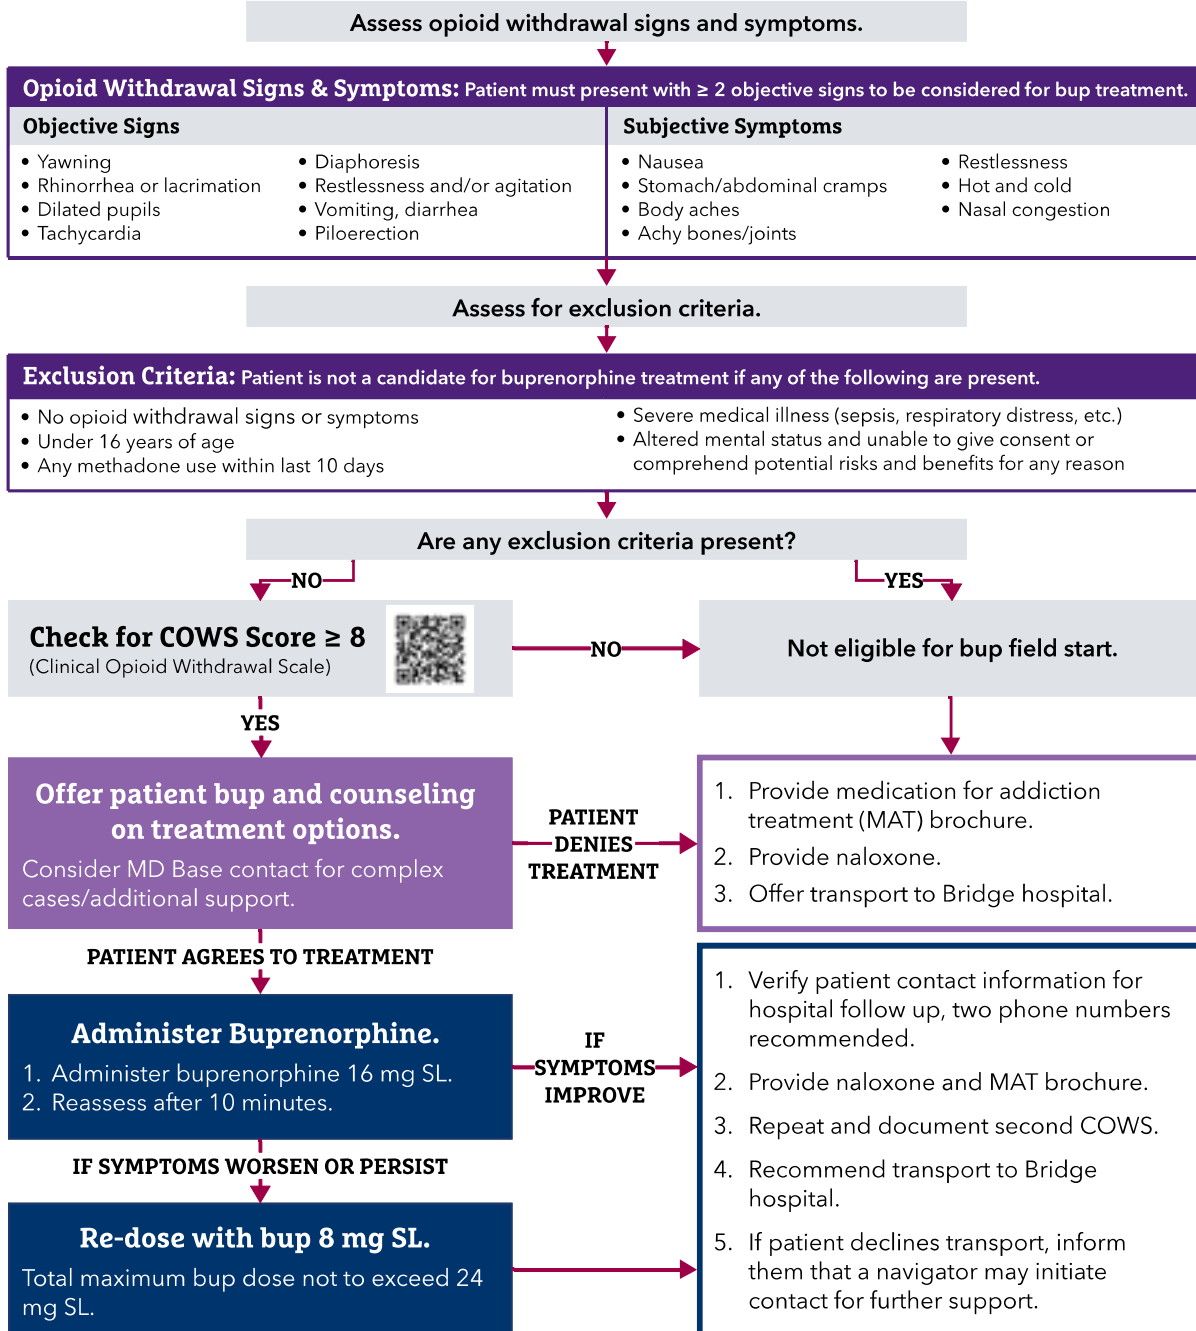 Assess opioid withdrawal signs and symptoms.
Opioid Withdrawal Signs & Symptoms: Patient must present with ≥ 2 objective signs to be considered for bup treatment.
Objective Signs
• Yawning
• Rhinorrhea or lacrimation
• Dilated pupils
• Tachycardia
• Diaphoresis
• Restlessness and/or agitation
• Vomiting, diarrhea
• Piloerection
Subjective Symptoms
• Nausea
• Stomach/abdominal cramps
• Body aches
• Achy bones/joints
• Restlessness
• Hot and cold
• Nasal congestion
Assess for exclusion criteria.
Exclusion Criteria: Patient is not a candidate for buprenorphine treatment if any of the following are present.
• No opioid withdrawal signs or symptoms
• Under 16 years of age
• Any methadone use within last 10 days
• Severe medical illness (sepsis, respiratory distress, etc.)
• Altered mental status and unable to give consent or
comprehend potential risks and benefits for any reason
Are any exclusion criteria present?
NO
YES
Check for COWS Score ≥ 8
(Clinical Opioid Withdrawal Scale)
NO
Not eligible for bup field start.
YES
Offer patient bup and counseling
on treatment options.
Consider MD Base contact for complex
cases/additional support.
PATIENT
DENIES
TREATMENT
1. Provide medication for addiction
treatment (MAT) brochure.
2. Provide naloxone.
3. Offer transport to Bridge hospital.
PATIENT AGREES TO TREATMENT
Administer Buprenorphine.
1. Administer buprenorphine 16 mg SL.
2. Reassess after 10 minutes.
IF
SYMPTOMS
IMPROVE
1. Verify patient contact information for
hospital follow up, two phone numbers
recommended.
2. Provide naloxone and MAT brochure.
3. Repeat and document second COWS.
4. Recommend transport to Bridge
hospital.
5. If patient declines transport, inform
them that a navigator may initiate
contact for further support.
IF SYMPTOMS WORSEN OR PERSIST
Re-dose with bup 8 mg SL.
Total maximum bup dose not to exceed 24
mg SL.